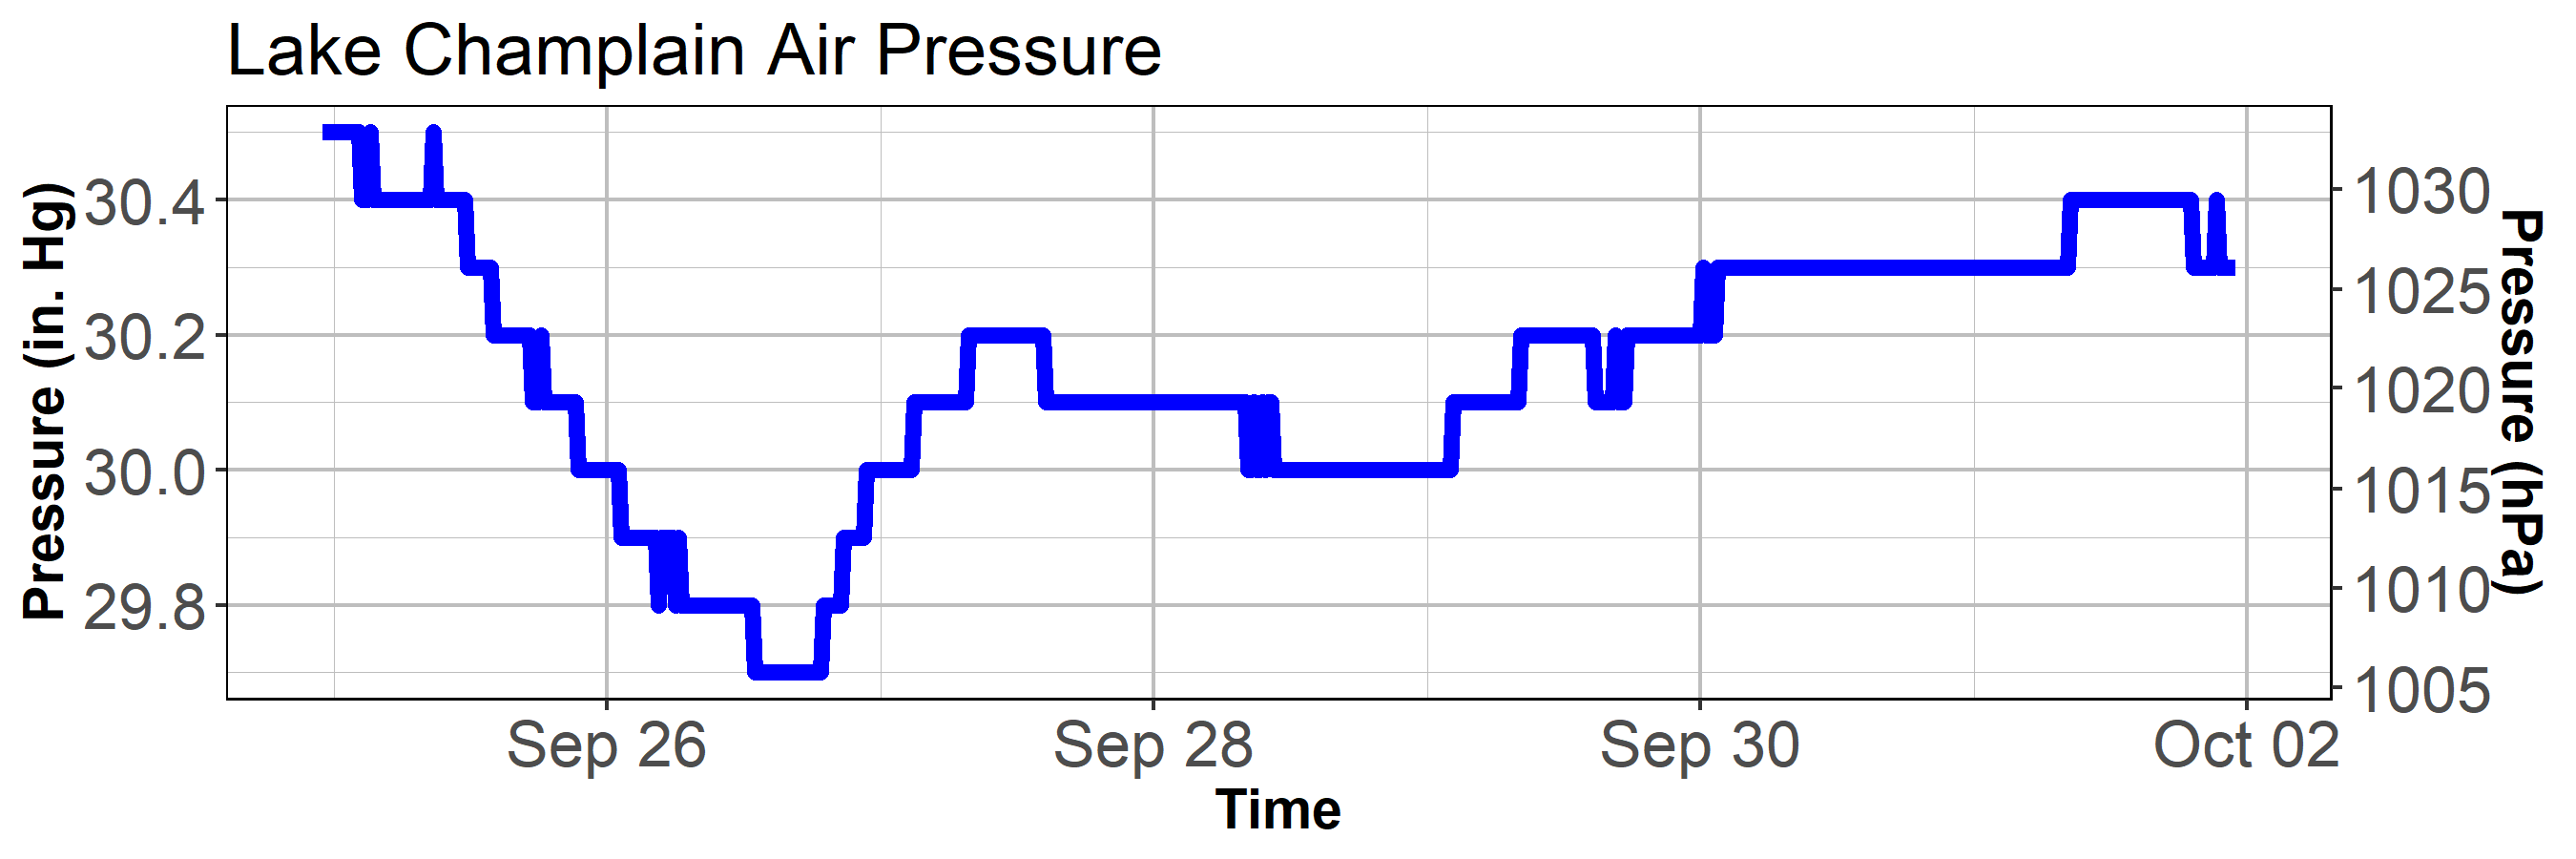 Lake Champlain Air Pressure
Pressure (in. Hg)
30.4
30.2
30.0
29.8
1030
1025
1020
1015
1010
1005
Pressure (hPa)
Sep 26 Sep 28 Sep 30 Oct 02
Time